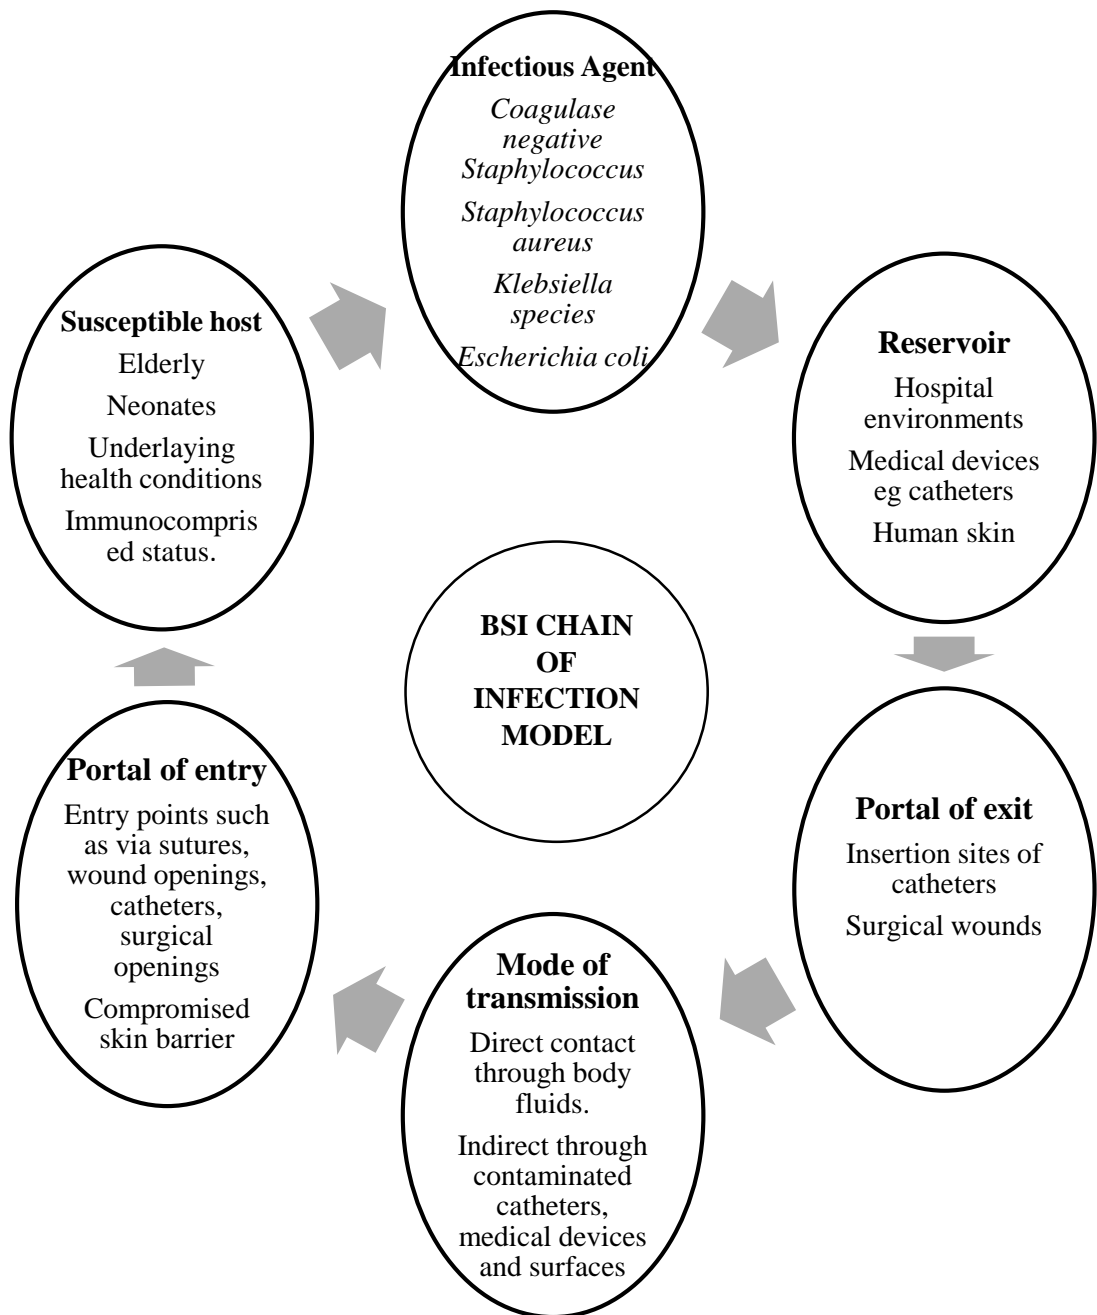 Infectious Agent
Coagulase
negative
Staphylococcus
Staphylococcus
aureus
Klebsiella
species
Escherichia coli
Reservoir
Hospital
environments
Medical devices
eg catheters
Human skin
Portal of exit
Insertion sites of
catheters
Surgical wounds
Mode of
transmission
Direct contact
through body
fluids.
Indirect through
contaminated
catheters,
medical devices
and surfaces
Portal of entry
Entry points such
as via sutures,
wound openings,
catheters,
surgical
openings
Compromised
skin barrier
Susceptible host
Elderly
Neonates
Underlaying
health conditions
Immunocompris
ed status.
BSI CHAIN
OF
INFECTION
MODEL